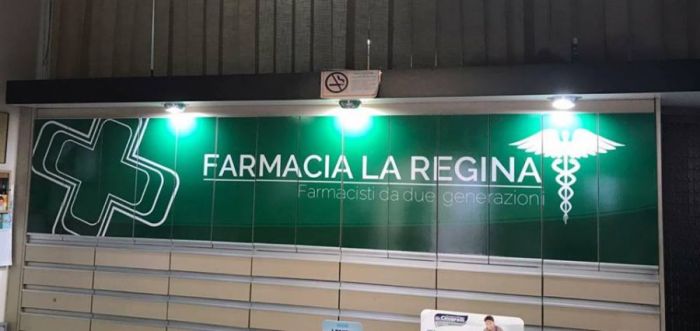 FARMACIA LA REGINA
Farmacisti da due generazioni